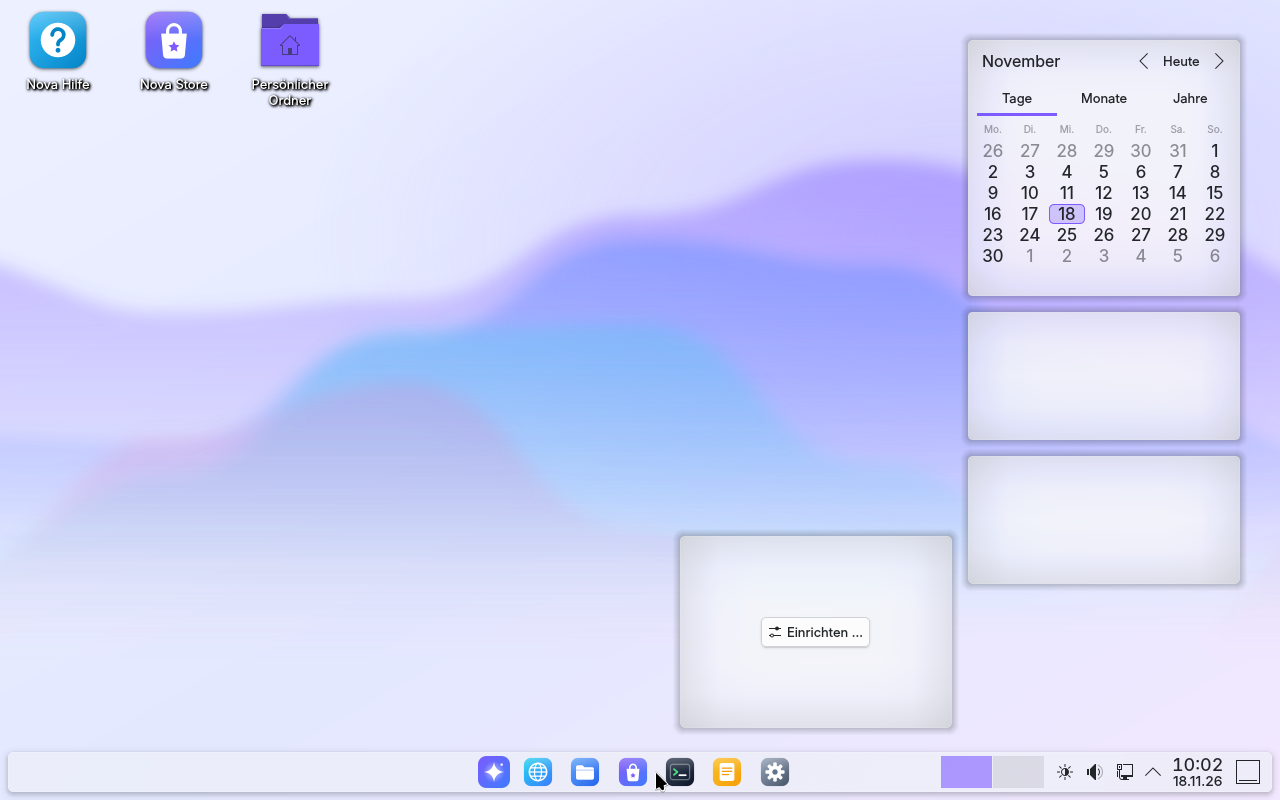 Nova Hilfe
Nova Store
Persönlicher
Ordner
November
Heute
Tage
Monate
Jahre
Mo. Di. Mi. Do. Fr. Sa. So.
26 27 28 29 30 31 1
2 3 4 5 6 7 8
9 10 11 12 13 14 15
16 17 18 19 20 21 22
23 24 25 26 27 28 29
30 1 2 3 4 5 6
Einrichten ...
10:02
18.11.26